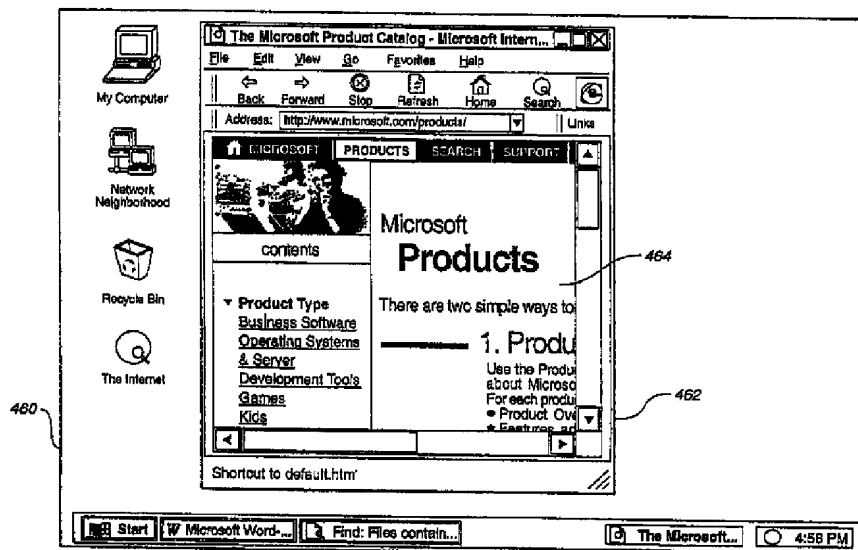 The Microsoft Product Catalog - Microsoft Intern...
File Edit View Go Favorites Help
Back Forward Stop Refresh Home Search
Address: http://www.microsoft.com/products/ Links
MICROSOFT PRODUCTS SEARCH SUPPORT
contents
Product Type
Business Software
Operating Systems
& Server
Development Tools
Games
Kids
Microsoft
Products
There are two simple ways to
1. Produ
Use the Produ
about Microso
For each produ
• Product Ove
• Features ad
Shortcut to default.htm'
My Computer
Network
Neighborhood
Recycle Bin
The Internet
460
464
462
Start W Microsoft Word-... Find: Files contain... The Microsoft... 4:58 PM